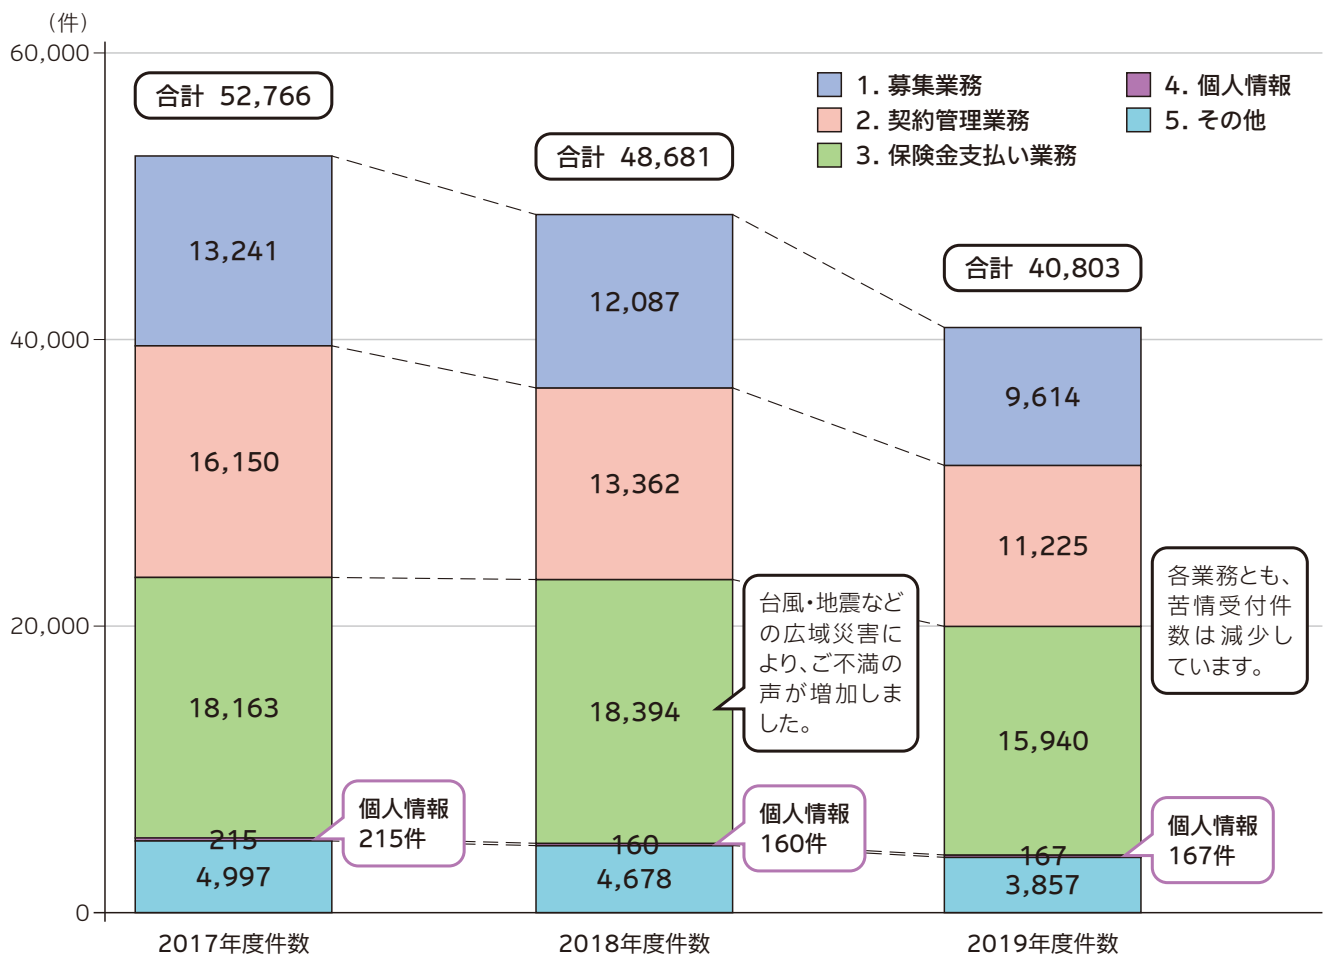 (件)
60,000
40,000
20,000
0
合計 52,766
13,241
16,150
18,163
215
4,997
個人情報
215件
2017年度件数
合計 48,681
12,087
13,362
18,394
160
4,678
台風・地震など
の広域災害に
より、ご不満の
声が増加しま
した。
個人情報
160件
2018年度件数
1. 募集業務
2. 契約管理業務
3. 保険金支払い業務
4. 個人情報
5. その他
合計 40,803
9,614
11,225
15,940
167
3,857
各業務とも、
苦情受付件
数は減少し
ています。
個人情報
167件
2019年度件数